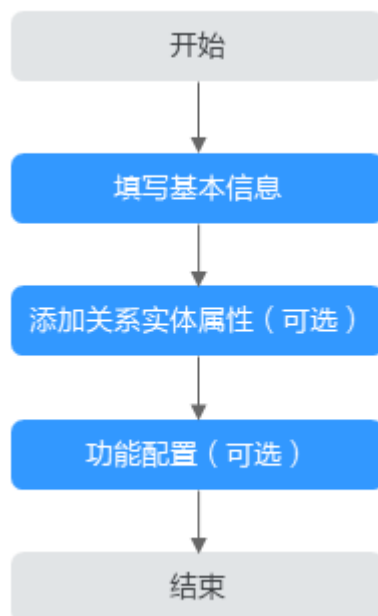 开始
填写基本信息
添加关系实体属性（可选）
功能配置（可选）
结束